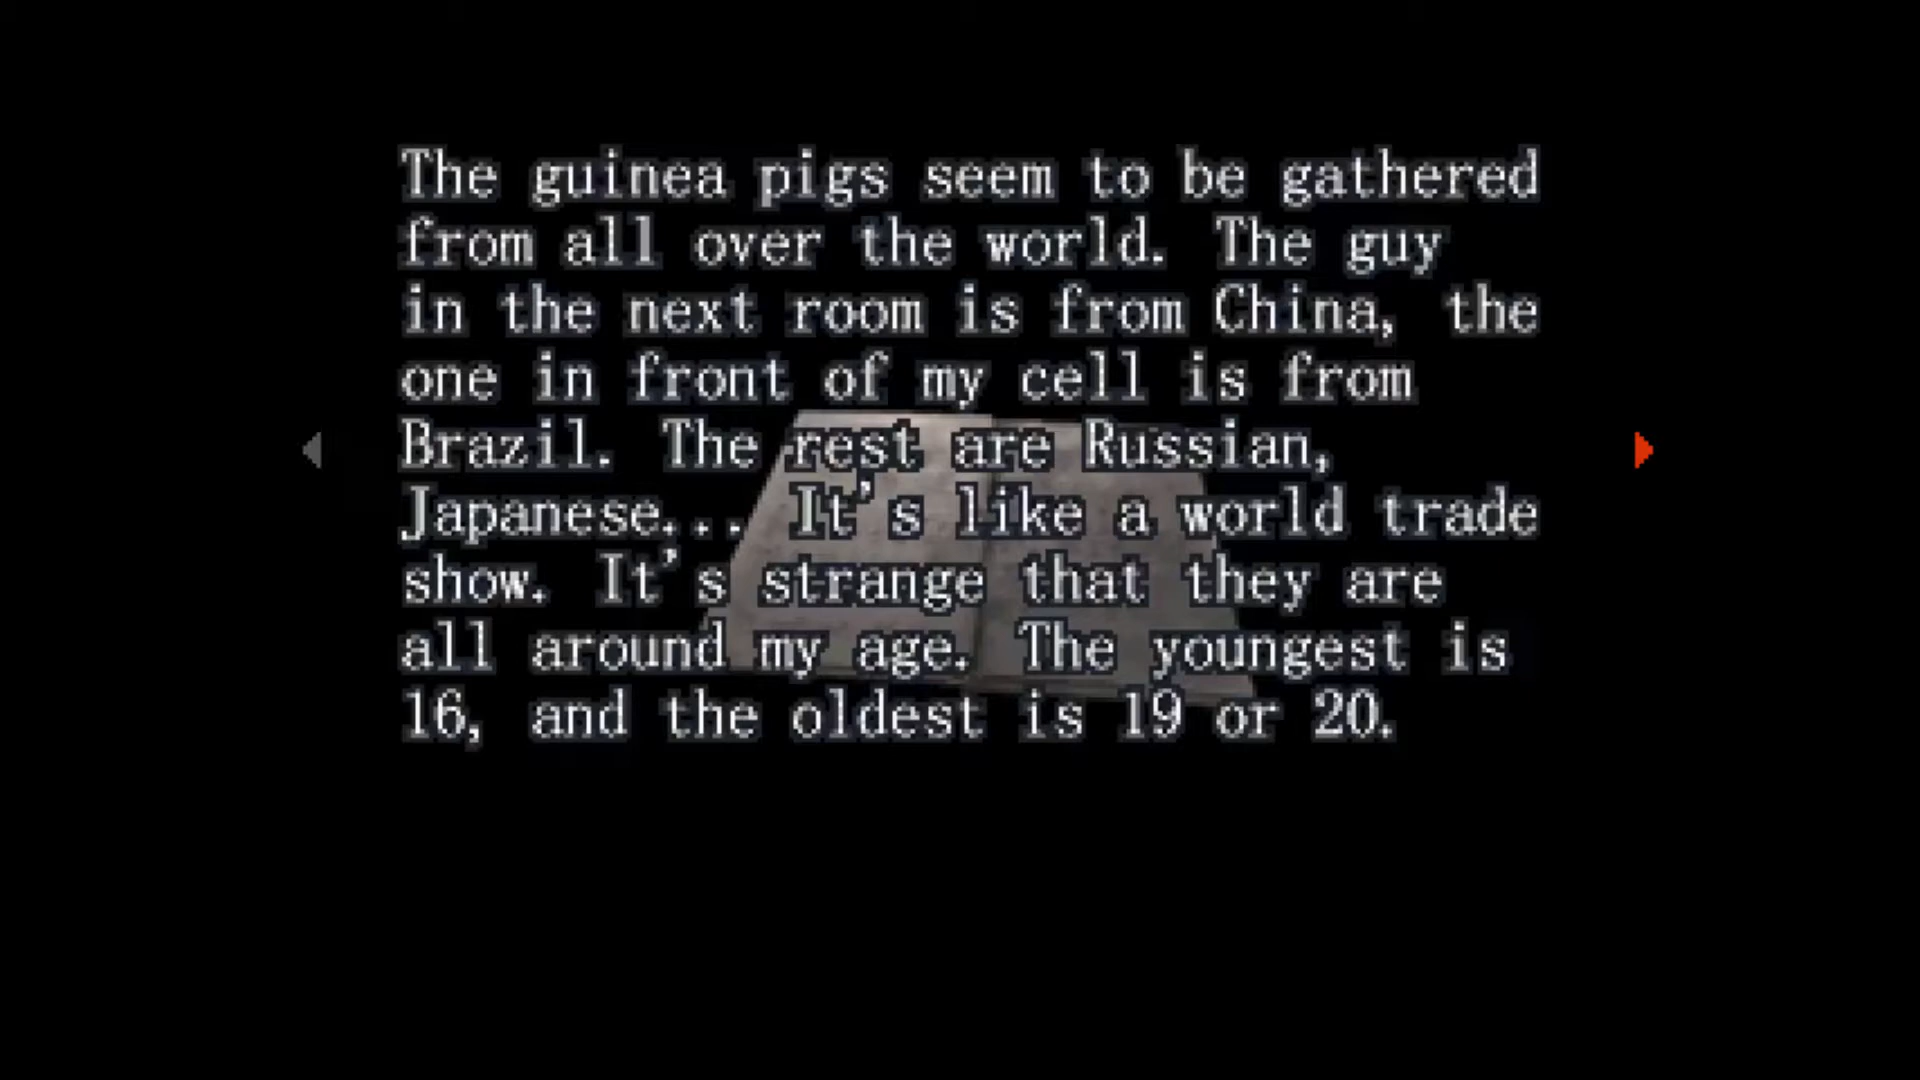 The guinea pigs seem to be gathered
from all over the world. The guy
in the next room is from China, the
one in front of my cell is from
Brazil. The rest are Russian,
Japanese... It's like a world trade
show. It's strange that they are
all around my age. The youngest is
16, and the oldest is 19 or 20.